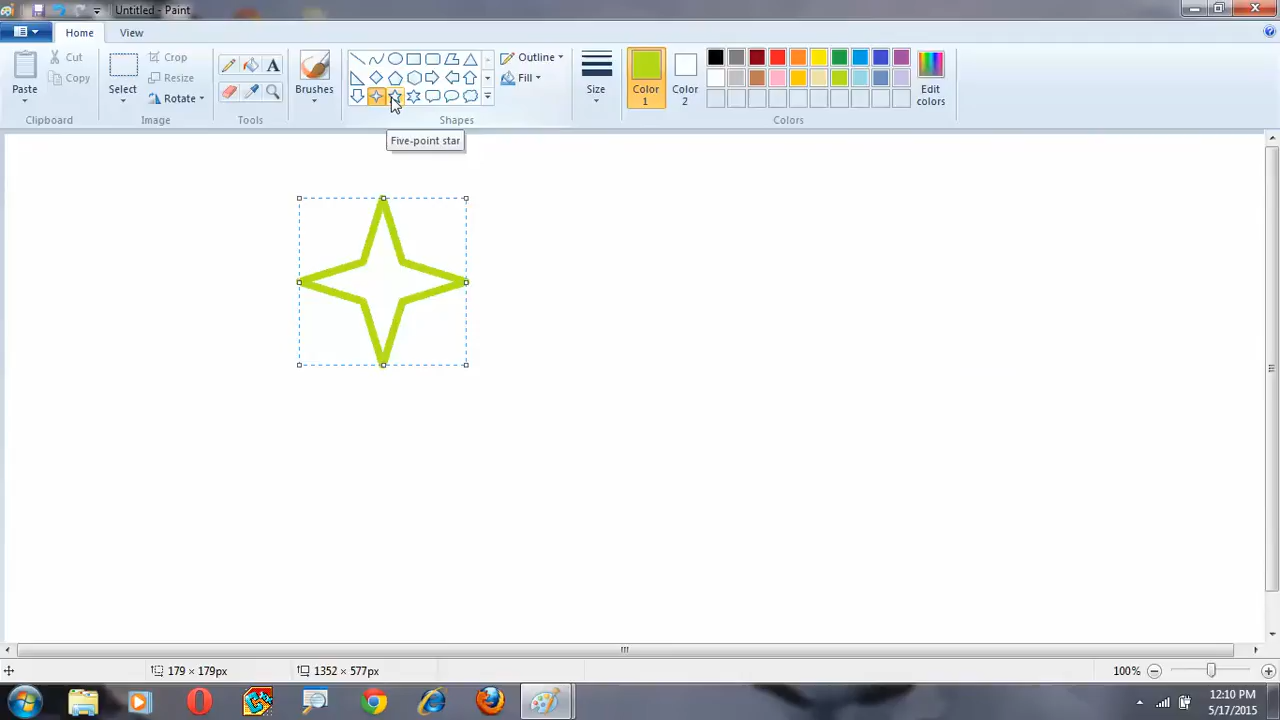 Untitled - Paint
Home View
Paste
Cut
Copy
Clipboard
Select
Crop
Resize
Rotate
Image
Tools
Brushes
Shapes
Outline
Fill
Size
Color 1
Color 2
Edit colors
Colors
Five-point star
179 × 179px
1352 × 577px
100%
12:10 PM
5/17/2015